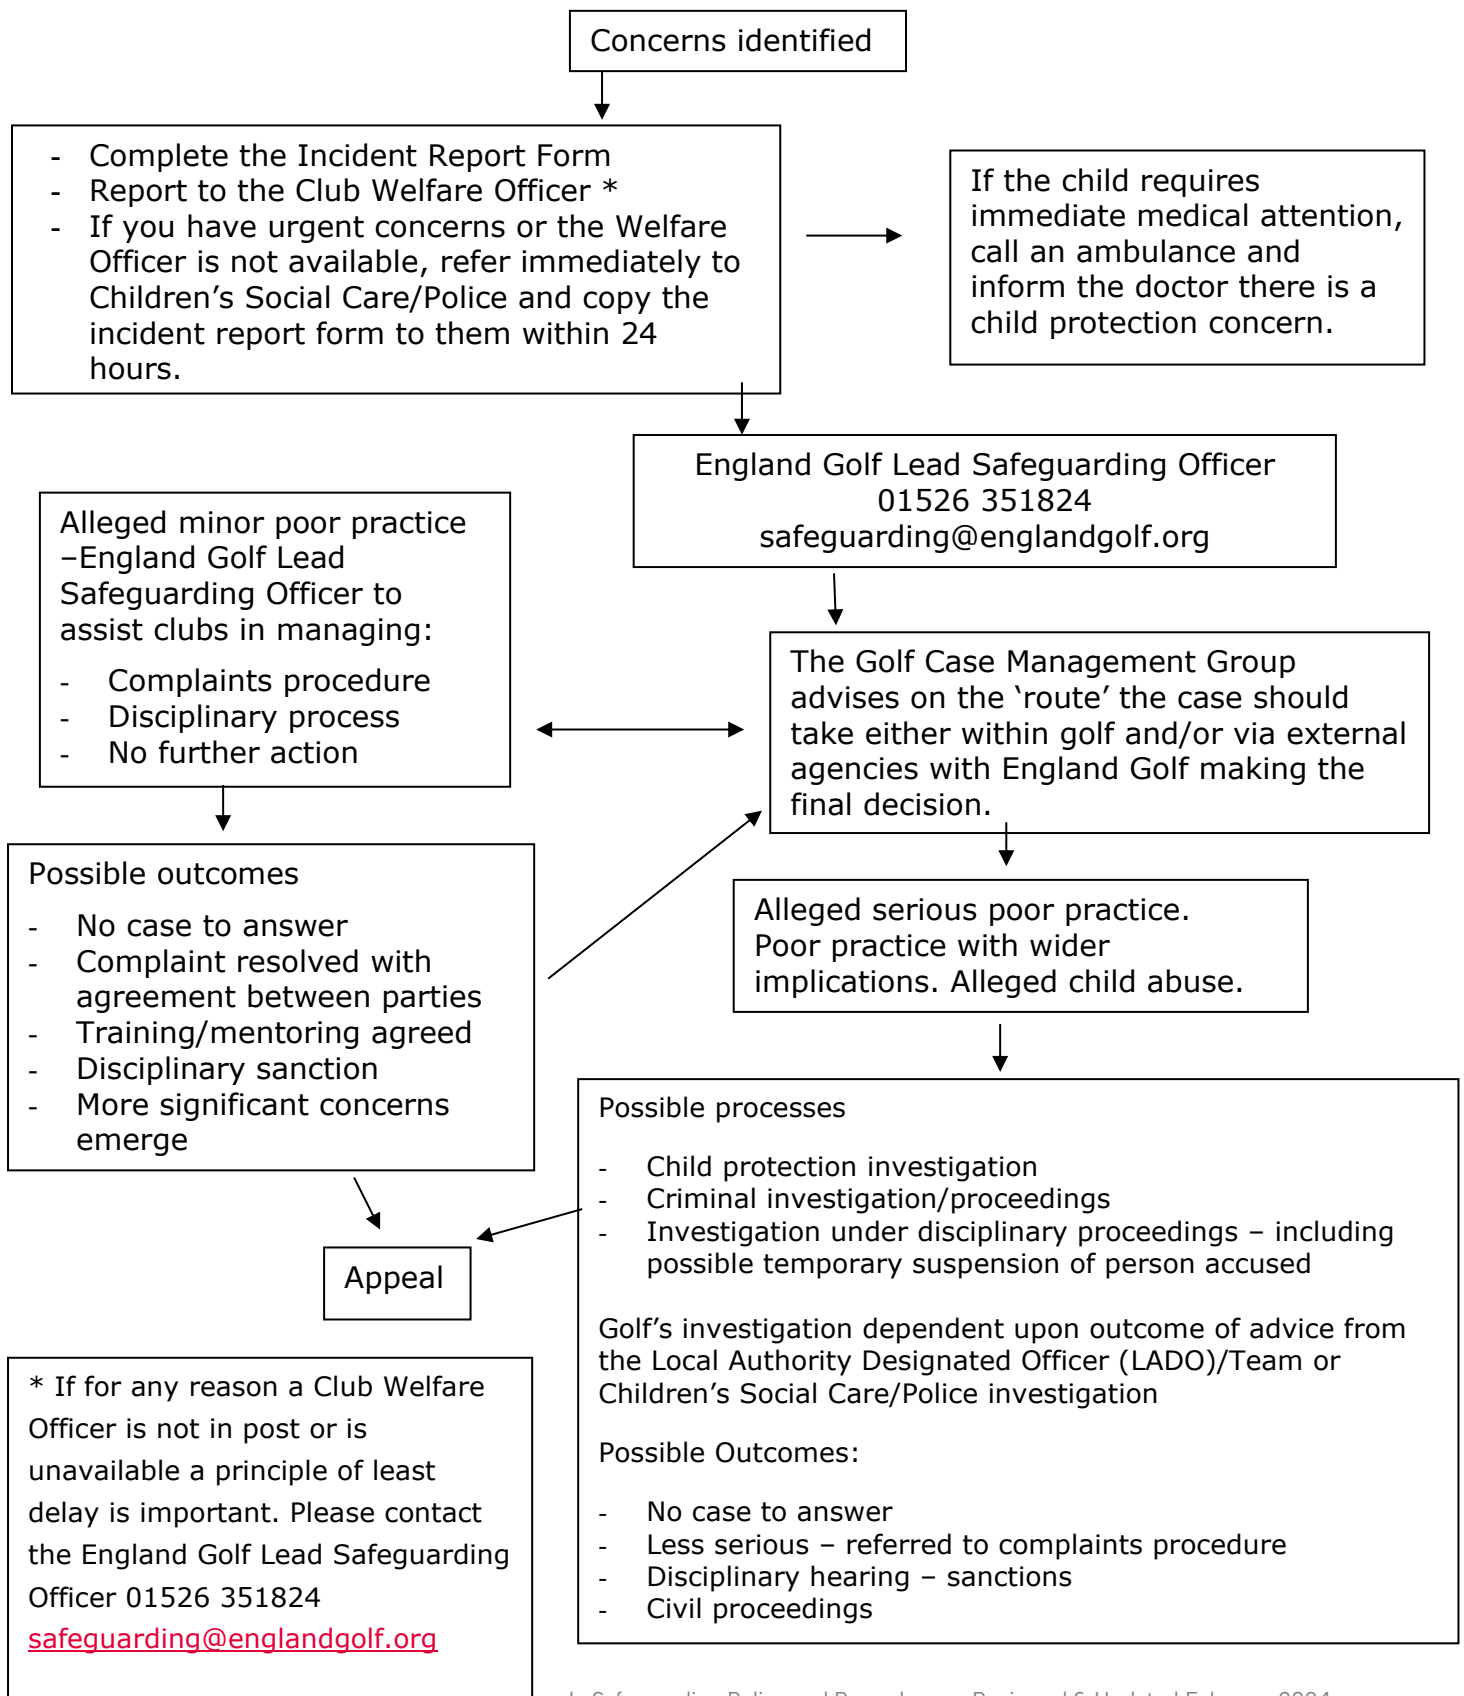 Concerns identified
- Complete the Incident Report Form
- Report to the Club Welfare Officer *
- If you have urgent concerns or the Welfare
Officer is not available, refer immediately to
Children’s Social Care/Police and copy the
incident report form to them within 24
hours.
If the child requires
immediate medical attention,
call an ambulance and
inform the doctor there is a
child protection concern.
England Golf Lead Safeguarding Officer
01526 351824
safeguarding@englandgolf.org
Alleged minor poor practice
–England Golf Lead
Safeguarding Officer to
assist clubs in managing:
- Complaints procedure
- Disciplinary process
- No further action
The Golf Case Management Group
advises on the ‘route’ the case should
take either within golf and/or via external
agencies with England Golf making the
final decision.
Possible outcomes
- No case to answer
- Complaint resolved with
agreement between parties
- Training/mentoring agreed
- Disciplinary sanction
- More significant concerns
emerge
Alleged serious poor practice.
Poor practice with wider
implications. Alleged child abuse.
Possible processes
- Child protection investigation
- Criminal investigation/proceedings
- Investigation under disciplinary proceedings – including
possible temporary suspension of person accused
Golf’s investigation dependent upon outcome of advice from
the Local Authority Designated Officer (LADO)/Team or
Children’s Social Care/Police investigation
Possible Outcomes:
- No case to answer
- Less serious – referred to complaints procedure
- Disciplinary hearing – sanctions
- Civil proceedings
Appeal
* If for any reason a Club Welfare
Officer is not in post or is
unavailable a principle of least
delay is important. Please contact
the England Golf Lead Safeguarding
Officer 01526 351824
safeguarding@englandgolf.org
Safeguarding Policy and Procedures
Reviewed & Updated February 2024